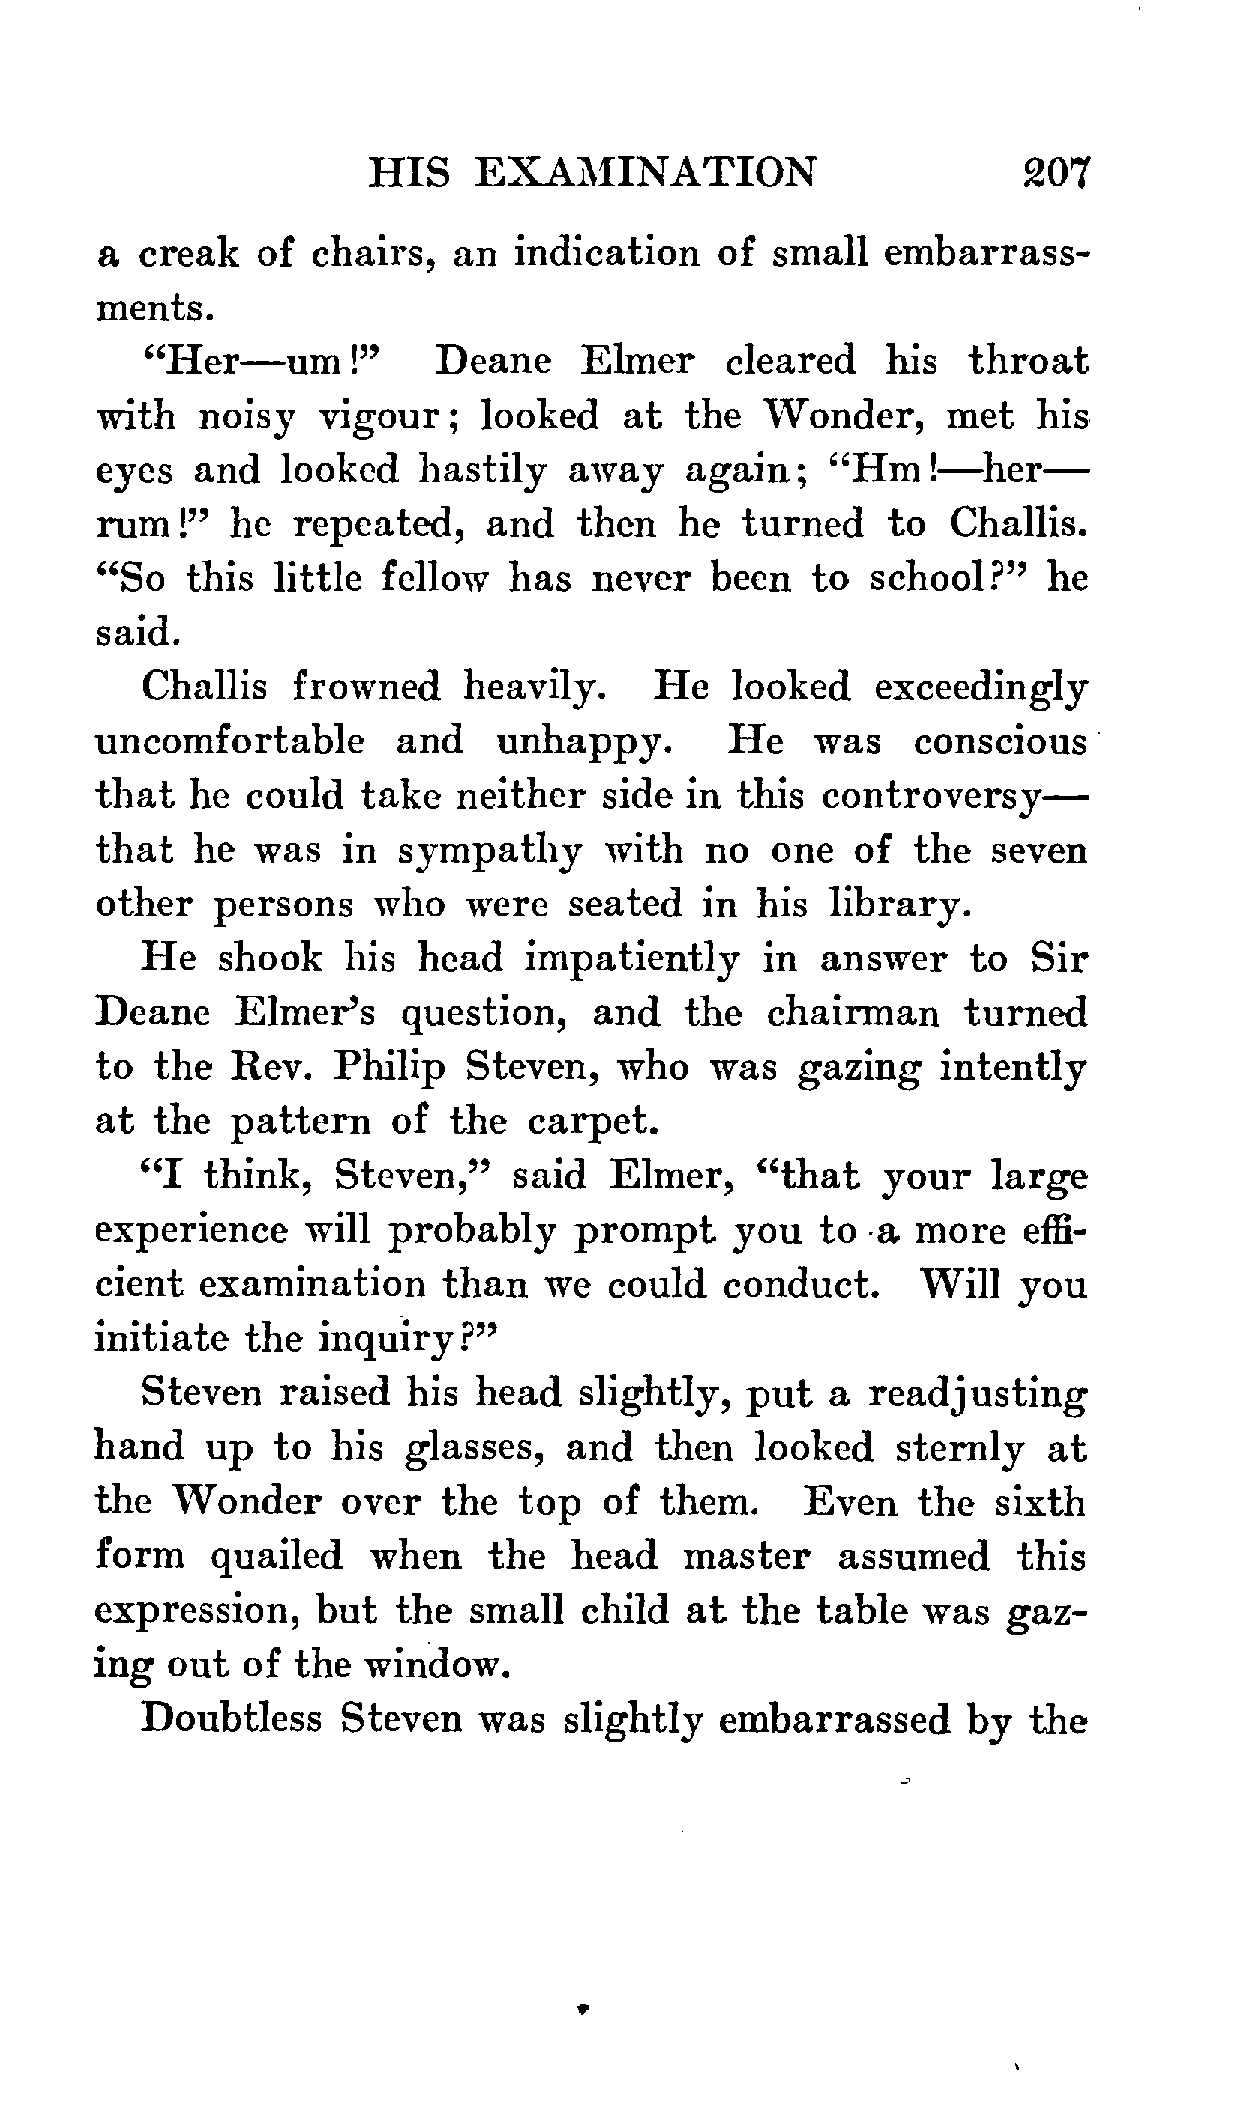 HIS EXAMINATION 207
a creak of chairs, an indication of small embarrass-
ments.
“Her—um!” Deane Elmer cleared his throat
with noisy vigour; looked at the Wonder, met his
eyes and looked hastily away again; “Hm!—her—
rum!” he repeated, and then he turned to Challis.
“So this little fellow has never been to school?” he
said.
Challis frowned heavily. He looked exceedingly
uncomfortable and unhappy. He was conscious
that he could take neither side in this controversy—
that he was in sympathy with no one of the seven
other persons who were seated in his library.
He shook his head impatiently in answer to Sir
Deane Elmer’s question, and the chairman turned
to the Rev. Philip Steven, who was gazing intently
at the pattern of the carpet.
“I think, Steven,” said Elmer, “that your large
experience will probably prompt you to a more effi-
cient examination than we could conduct. Will you
initiate the inquiry?”
Steven raised his head slightly, put a readjusting
hand up to his glasses, and then looked sternly at
the Wonder over the top of them. Even the sixth
form quailed when the head master assumed this
expression, but the small child at the table was gaz-
ing out of the window.
Doubtless Steven was slightly embarrassed by the